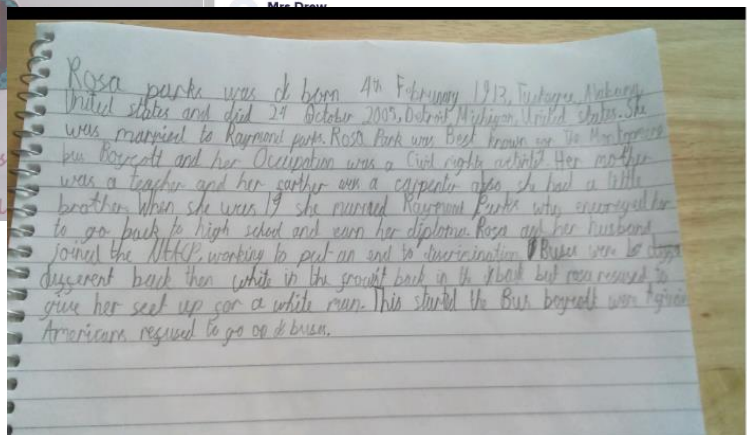 Mrs Drew
Rosa parks was born 4th February 1913, Tuskegee, Alabama,
United states and died 24 October 2005, Detroit, Michigan, United states. She
was married to Raymond parks. Rosa Park was Best known for The Montgomery
bus Boycott and her Occupation was a Civil rights activist. Her mother
was a teacher and her farther was a carpenter also she had a little
brother. When she was 19 she married Raymond Parks who encouraged her
to go back to high school and earn her diploma. Rosa and her husband
joined the NAACP, working to put an end to discrimination Buses were
different back then white in the back in the back but rosa refused to
give her seat up for a white man. This started the Bus boycott were
Americans refused to go on buses.